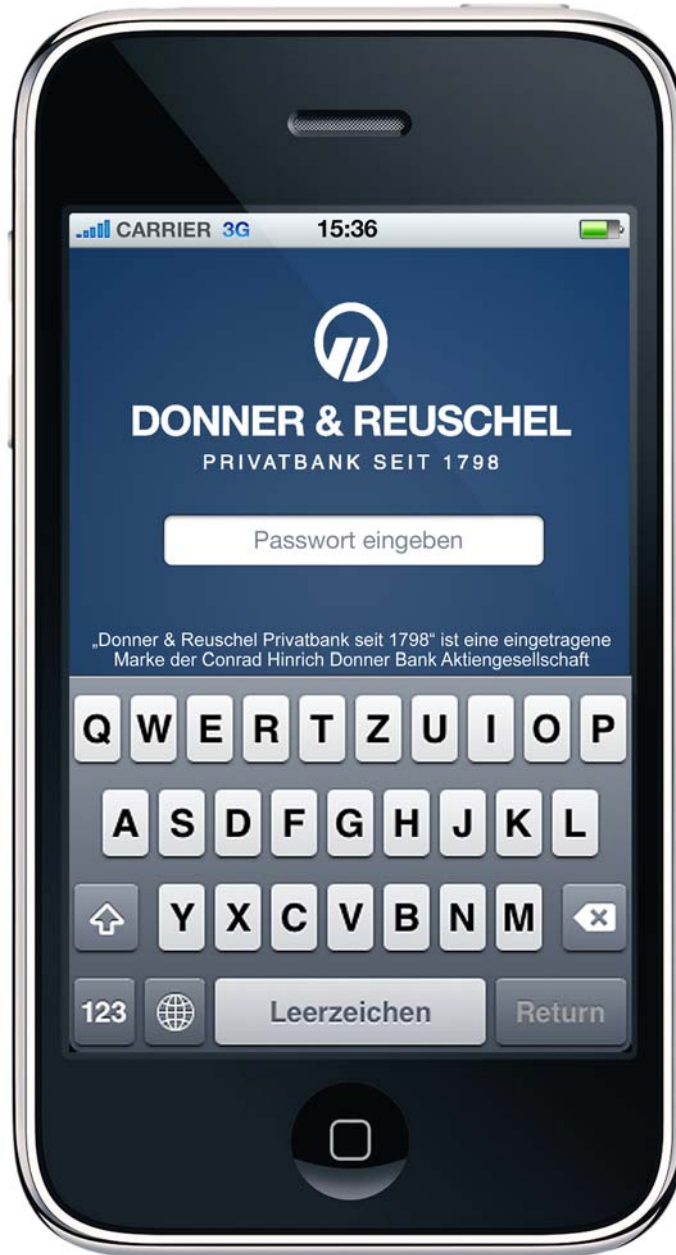 CARRIER 3G 15:36
DONNER & REUSCHEL
PRIVATBANK SEIT 1798
Passwort eingeben
„Donner & Reuschel Privatbank seit 1798“ ist eine eingetragene
Marke der Conrad Hinrich Donner Bank Aktiengesellschaft
Q W E R T Z U I O P
A S D F G H J K L
Y X C V B N M
123 Leerzeichen Return